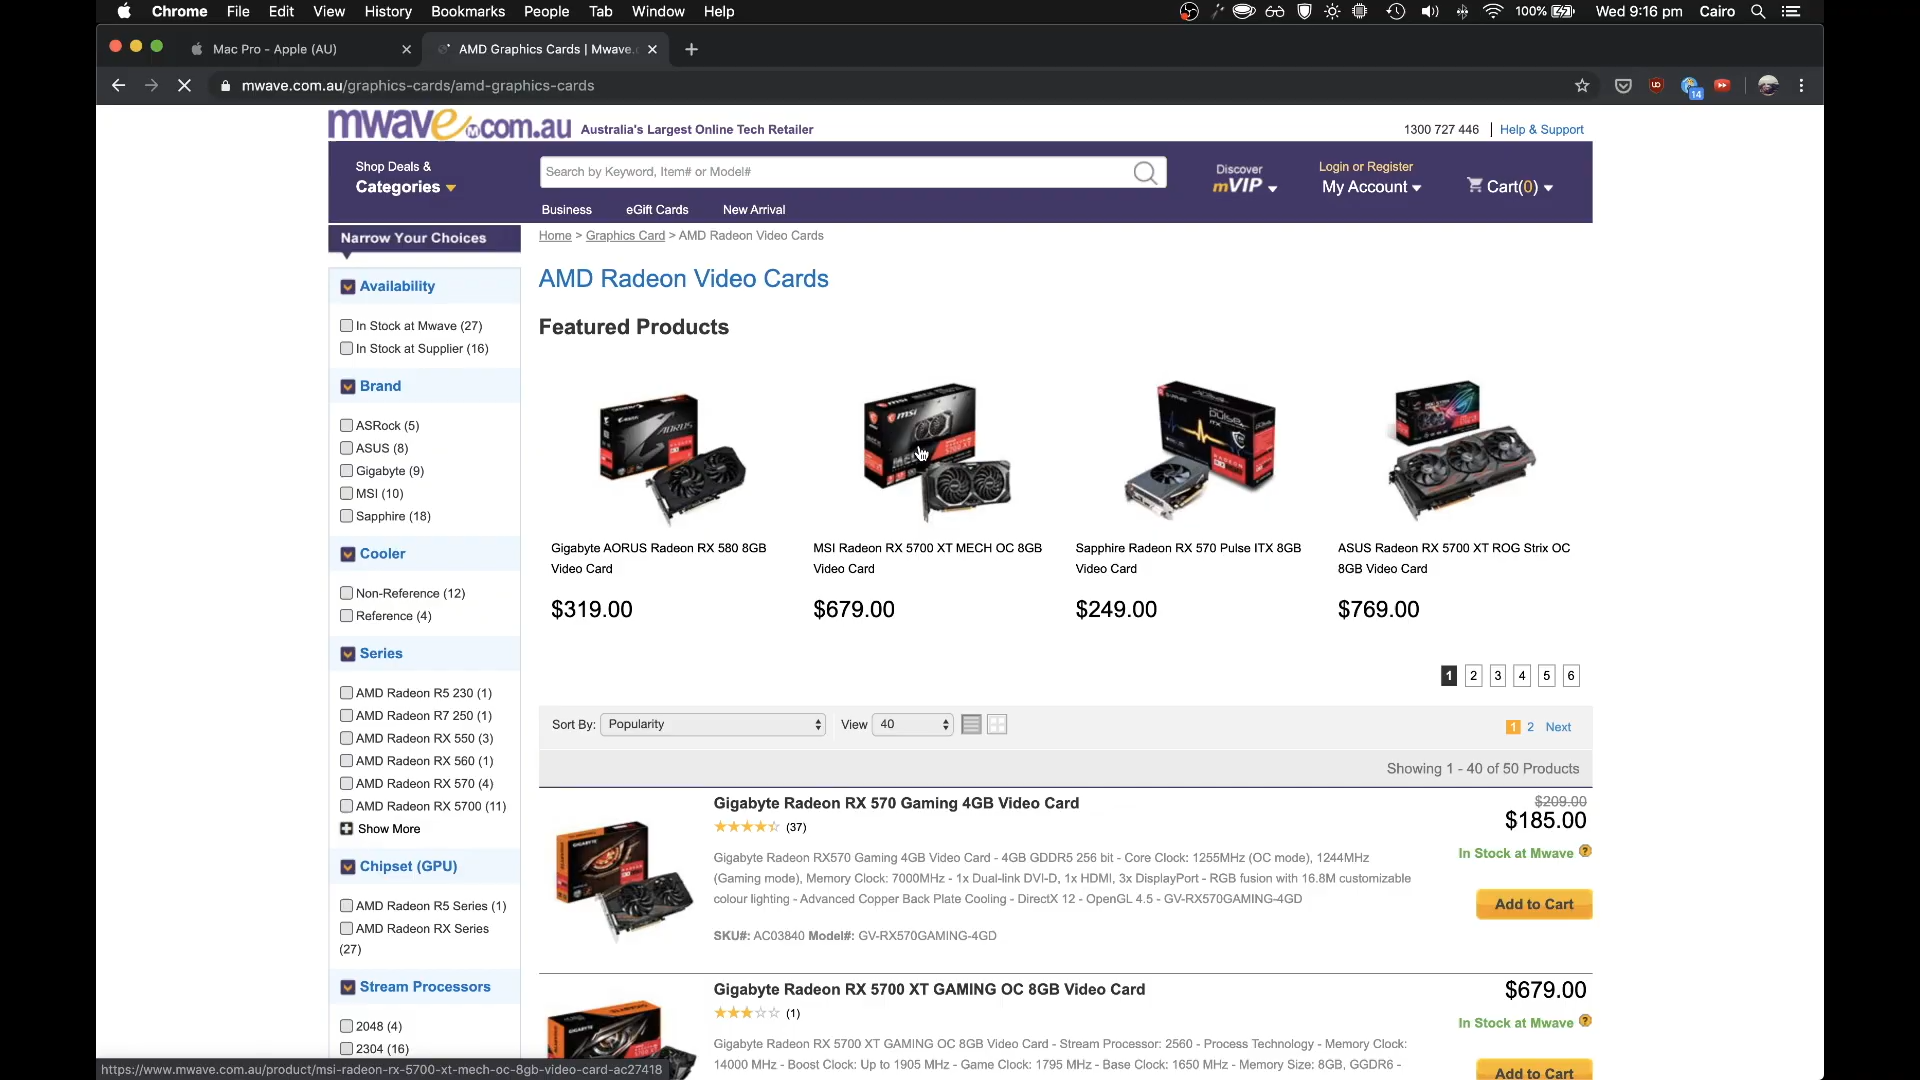 Chrome File Edit View History Bookmarks People Tab Window Help 100% Wed 9:16 pm Cairo
Mac Pro - Apple (AU) AMD Graphics Cards | Mwave.
mwave.com.au/graphics-cards/amd-graphics-cards 14
mwave.com.au Australia's Largest Online Tech Retailer 1300 727 446 Help & Support
Shop Deals &
Categories
Search by Keyword, Item# or Model#
Discover
mVIP
Login or Register
My Account
Cart(0)
Business eGift Cards New Arrival
Narrow Your Choices
Availability
In Stock at Mwave (27)
In Stock at Supplier (16)
Brand
ASRock (5)
ASUS (8)
Gigabyte (9)
MSI (10)
Sapphire (18)
Cooler
Non-Reference (12)
Reference (4)
Series
AMD Radeon R5 230 (1)
AMD Radeon R7 250 (1)
AMD Radeon RX 550 (3)
AMD Radeon RX 560 (1)
AMD Radeon RX 570 (4)
AMD Radeon RX 5700 (11)
Show More
Chipset (GPU)
AMD Radeon R5 Series (1)
AMD Radeon RX Series
(27)
Stream Processors
2048 (4)
2304 (16)
Home > Graphics Card > AMD Radeon Video Cards
AMD Radeon Video Cards
Featured Products
Gigabyte AORUS Radeon RX 580 8GB
Video Card
$319.00
MSI Radeon RX 5700 XT MECH OC 8GB
Video Card
$679.00
Sapphire Radeon RX 570 Pulse ITX 8GB
Video Card
$249.00
ASUS Radeon RX 5700 XT ROG Strix OC
8GB Video Card
$769.00
1 2 3 4 5 6
Sort By: Popularity View 40 1 2 Next
Showing 1 - 40 of 50 Products
Gigabyte Radeon RX 570 Gaming 4GB Video Card
(37)
Gigabyte Radeon RX570 Gaming 4GB Video Card - 4GB GDDR5 256 bit - Core Clock: 1255MHz (OC mode), 1244MHz
(Gaming mode), Memory Clock: 7000MHz - 1x Dual-link DVI-D, 1x HDMI, 3x DisplayPort - RGB fusion with 16.8M customizable
colour lighting - Advanced Copper Back Plate Cooling - DirectX 12 - OpenGL 4.5 - GV-RX570GAMING-4GD
SKU#: AC03840 Model#: GV-RX570GAMING-4GD
$209.00
$185.00
In Stock at Mwave
Add to Cart
Gigabyte Radeon RX 5700 XT GAMING OC 8GB Video Card
(1)
Gigabyte Radeon RX 5700 XT GAMING OC 8GB Video Card - Stream Processor: 2560 - Process Technology - Memory Clock:
14000 MHz - Boost Clock: Up to 1905 MHz - Game Clock: 1795 MHz - Base Clock: 1650 MHz - Memory Size: 8GB, GGDR6 -
$679.00
In Stock at Mwave
Add to Cart
https://www.mwave.com.au/product/msi-radeon-rx-5700-xt-mech-oc-8gb-video-card-ac27418